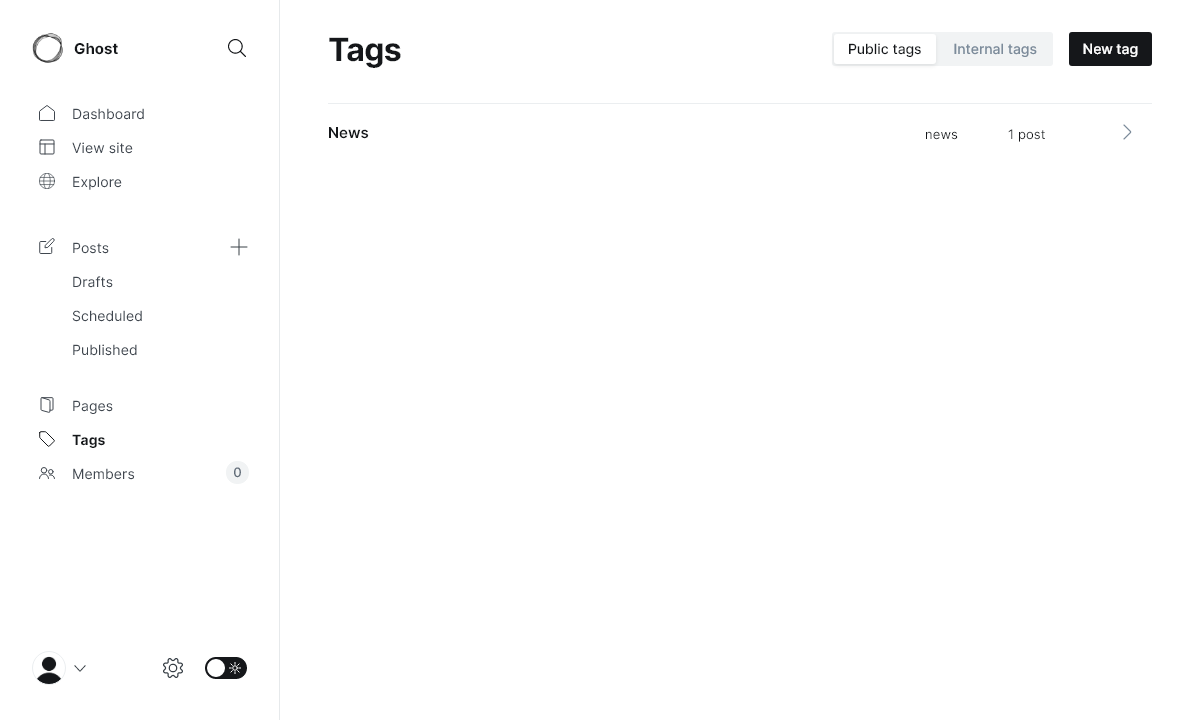 Ghost
Dashboard
View site
Explore
Posts
Drafts
Scheduled
Published
Pages
Tags
Members 0
Tags
Public tags Internal tags New tag
News news 1 post